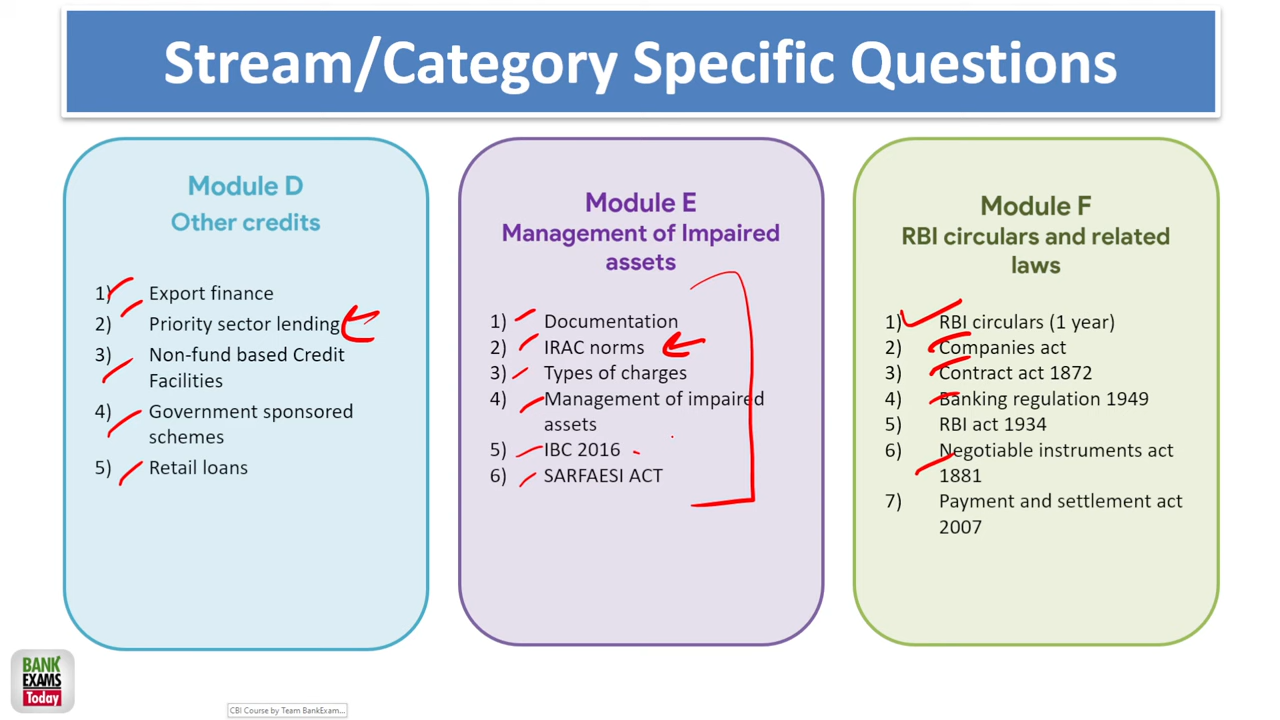 Stream/Category Specific Questions
Module D
Other credits
1) Export finance
2) Priority sector lending
3) Non-fund based Credit
Facilities
4) Government sponsored
schemes
5) Retail loans
Module E
Management of Impaired
assets
1) Documentation
2) IRAC norms
3) Types of charges
4) Management of impaired
assets
5) IBC 2016
6) SARFAESI ACT
Module F
RBI circulars and related
laws
1) RBI circulars (1 year)
2) Companies act
3) Contract act 1872
4) Banking regulation 1949
5) RBI act 1934
6) Negotiable instruments act
1881
7) Payment and settlement act
2007
BANK
EXAMS
Today
CBI Course by Team BankExam...